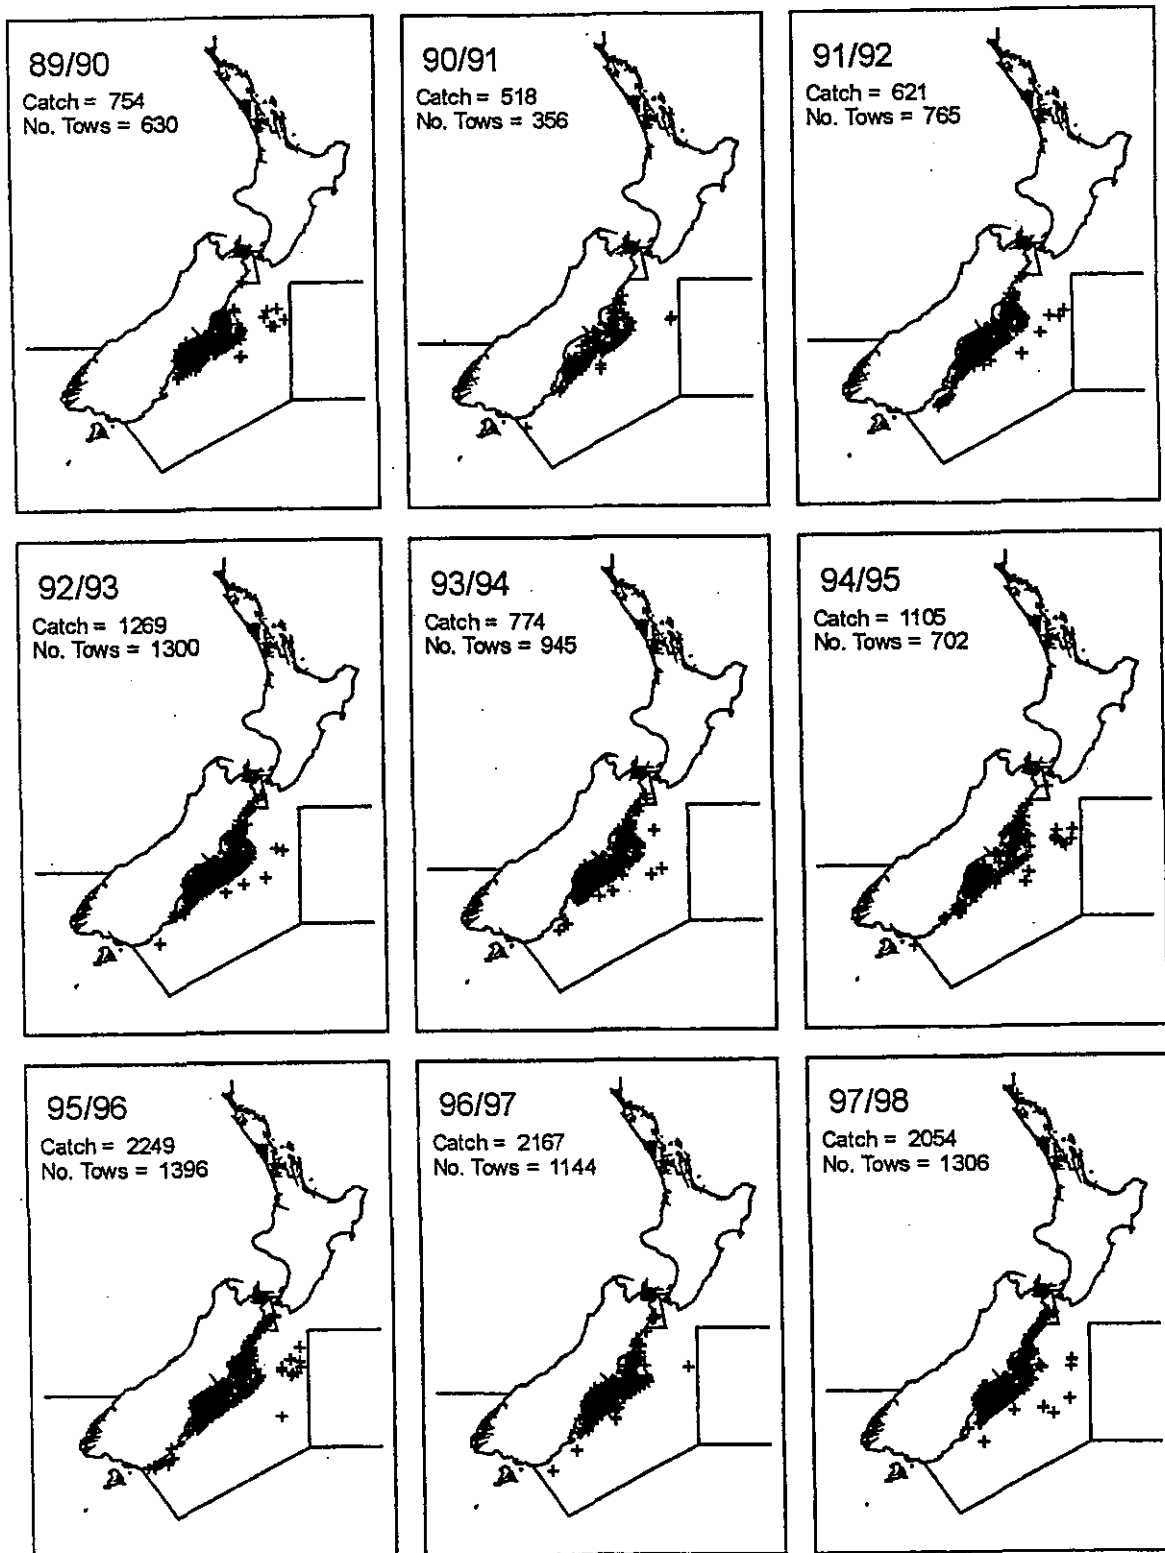 89/90
Catch = 754
No. Tows = 630
90/91
Catch = 518
No. Tows = 356
91/92
Catch = 621
No. Tows = 765
92/93
Catch = 1269
No. Tows = 1300
93/94
Catch = 774
No. Tows = 945
94/95
Catch = 1105
No. Tows = 702
95/96
Catch = 2249
No. Tows = 1396
96/97
Catch = 2167
No. Tows = 1144
97/98
Catch = 2054
No. Tows = 1306